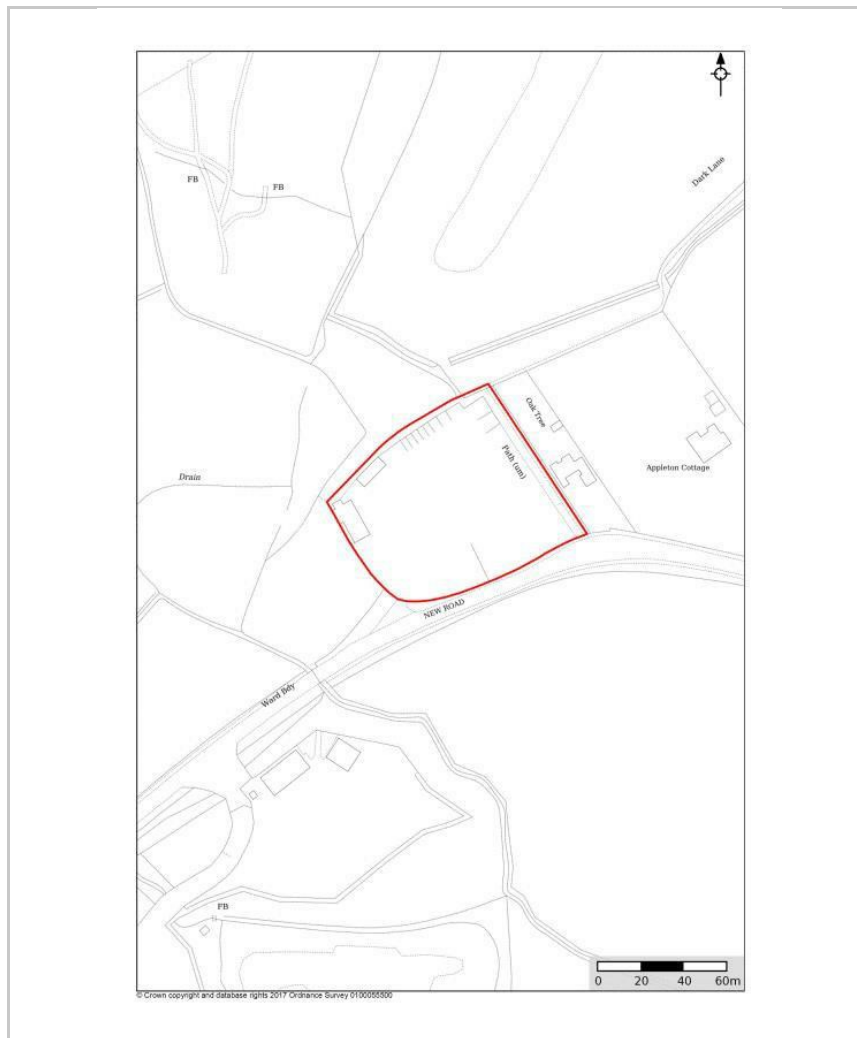 Dark Lane
FB
FB
Oak Tree
Path (um)
Appleton Cottage
Drain
NEW ROAD
Ward Bdy
FB
0 20 40 60m
© Crown copyright and database rights 2017 Ordnance Survey 0100055500